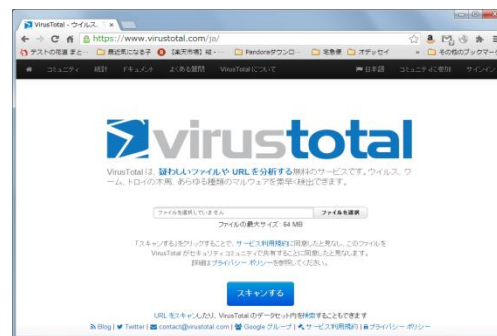 VirusTotal - ウイルス、
https://www.virustotal.com/ja/
テストの花道 まと…
最近気になる子
【楽天市場】 総 -…
Pandoraダウンロ…
宅急便
オデッセイ
»
その他のブックマーク
コミュニティ 統計 ドキュメント よくある質問 VirusTotalについて
日本語 コミュニティに参加 サインイン
virustotal
VirusTotal は、疑わしいファイルや URL を分析する無料のサービスです。ウイルス、ワ
ーム、トロイの木馬、あらゆる種類のマルウェアを素早く検出できます。
ファイルを選択していません
ファイルを選択
ファイルの最大サイズ: 64 MB
「スキャンする」をクリックすることで、サービス利用規約に同意したと見なし、このファイルを
VirusTotal がセキュリティコミュニティで共有することに同意したと見なします。
詳細はプライバシー ポリシーを参照してください。
スキャンする
URL をスキャンしたり、VirusTotal のデータセット内を検索することもできます
Blog | Twitter | contact@virustotal.com | Google グループ | サービス利用規約 | プライバシー ポリシー